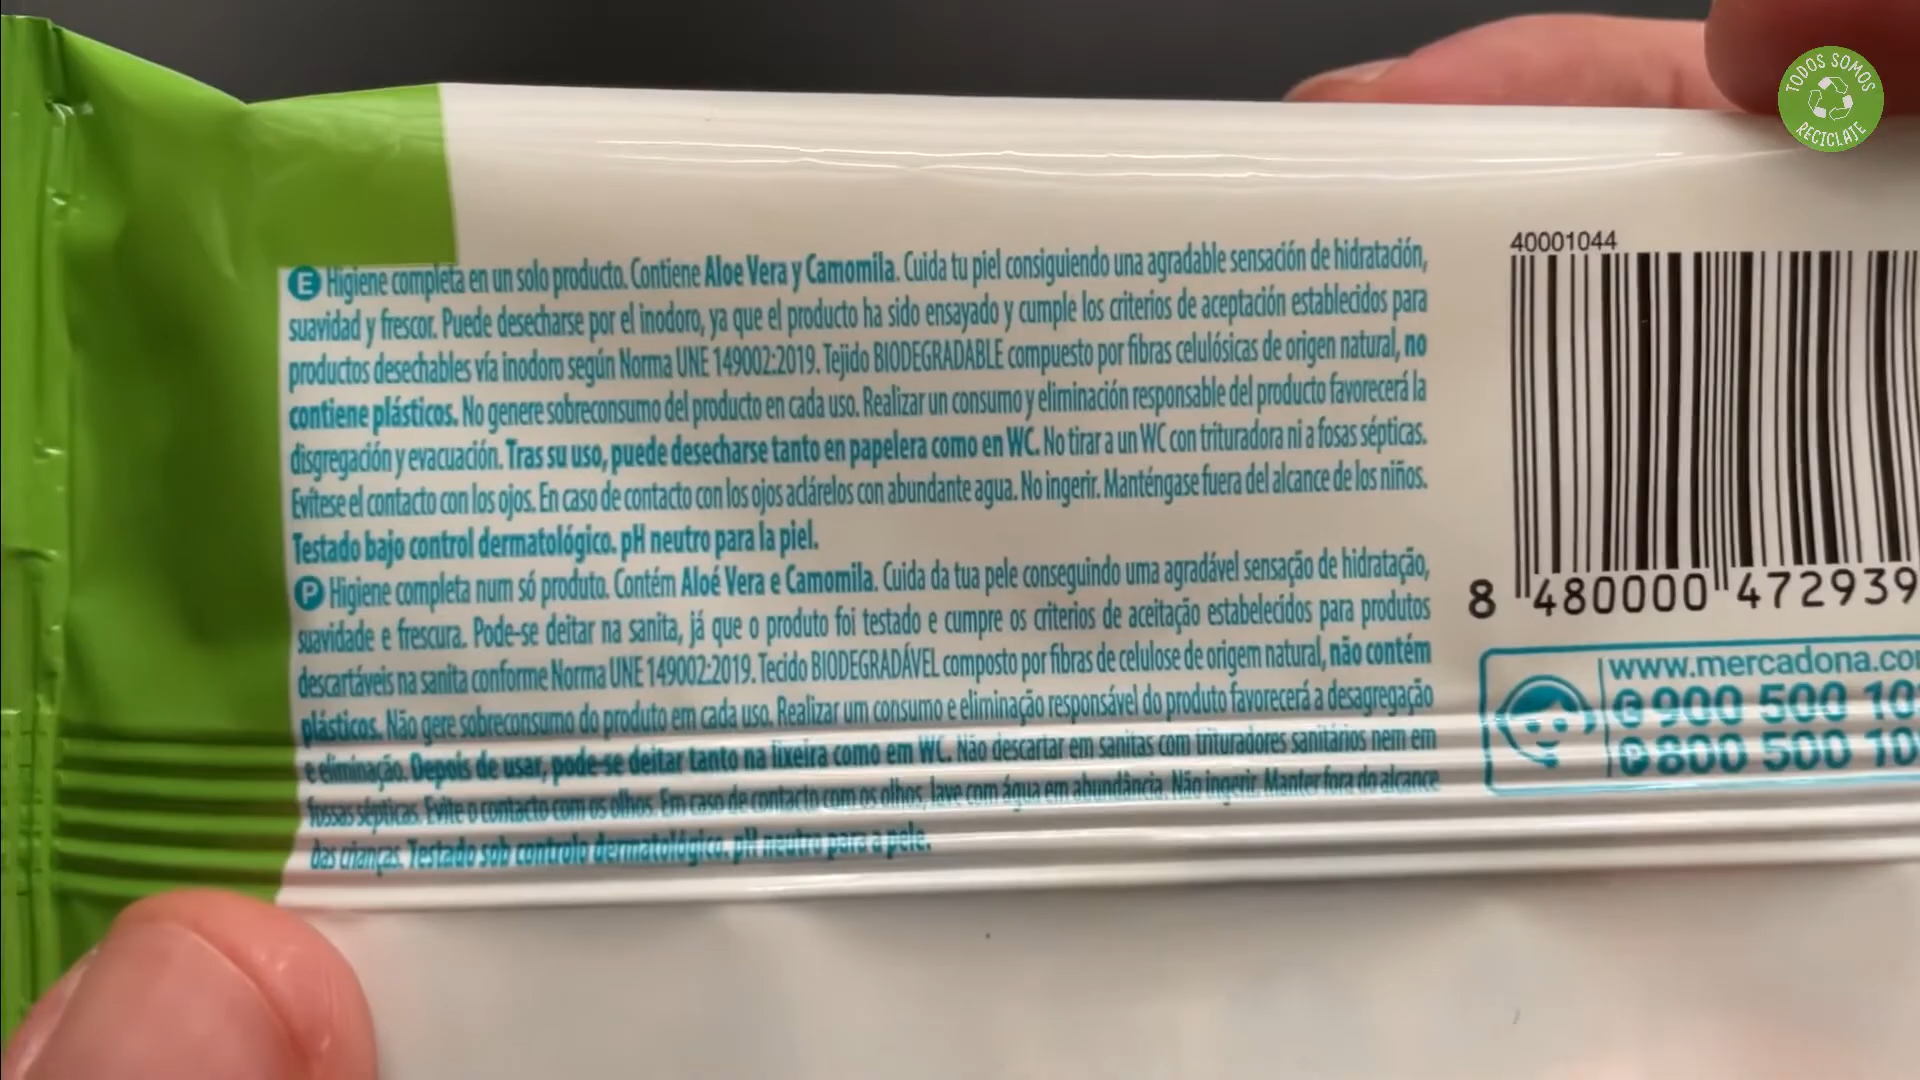 TODOS SOMOS
RECICLAJE
E Higiene completa en un solo producto. Contiene Aloe Vera y Camomila. Cuida tu piel consiguiendo una agradable sensación de hidratación,
suavidad y frescor. Puede desecharse por el inodoro, ya que el producto ha sido ensayado y cumple los criterios de aceptación establecidos para
productos desechables vía inodoro según Norma UNE 149002:2019. Tejido BIODEGRADABLE compuesto por fibras celulósicas de origen natural, no
contiene plásticos. No genere sobreconsumo del producto en cada uso. Realizar un consumo y eliminación responsable del producto favorecerá la
disgregación y evacuación. Tras su uso, puede desecharse tanto en papelera como en WC. No tirar a un WC con trituradora ni a fosas sépticas.
Evítese el contacto con los ojos. En caso de contacto con los ojos aclárelos con abundante agua. No ingerir. Manténgase fuera del alcance de los niños.
Testado bajo control dermatológico. pH neutro para la piel.
P Higiene completa num só produto. Contém Aloé Vera e Camomila. Cuida da tua pele conseguindo uma agradável sensação de hidratação,
suavidade e frescura. Pode-se deitar na sanita, já que o produto foi testado e cumpre os criterios de aceitação estabelecidos para produtos
descartáveis na sanita conforme Norma UNE 149002:2019. Tecido BIODEGRADÁVEL composto por fibras de celulose de origem natural, não contém
plásticos. Não gere sobreconsumo do produto em cada uso. Realizar um consumo e eliminação responsável do produto favorecerá a desagregação
e eliminação. Depois de usar, pode-se deitar tanto na lixeira como em WC. Não descartar em sanitas com trituradores sanitários nem em
fossas sépticas. Evite o contacto com os olhos. Em caso de contacto com os olhos, lave com água em abundância. Não ingerir. Manter fora do alcance
das crianças. Testado sob controlo dermatológico. pH neutro para a pele.
40001044
8 480000 472939
www.mercadona.co
E 900 500 10
P 800 500 10